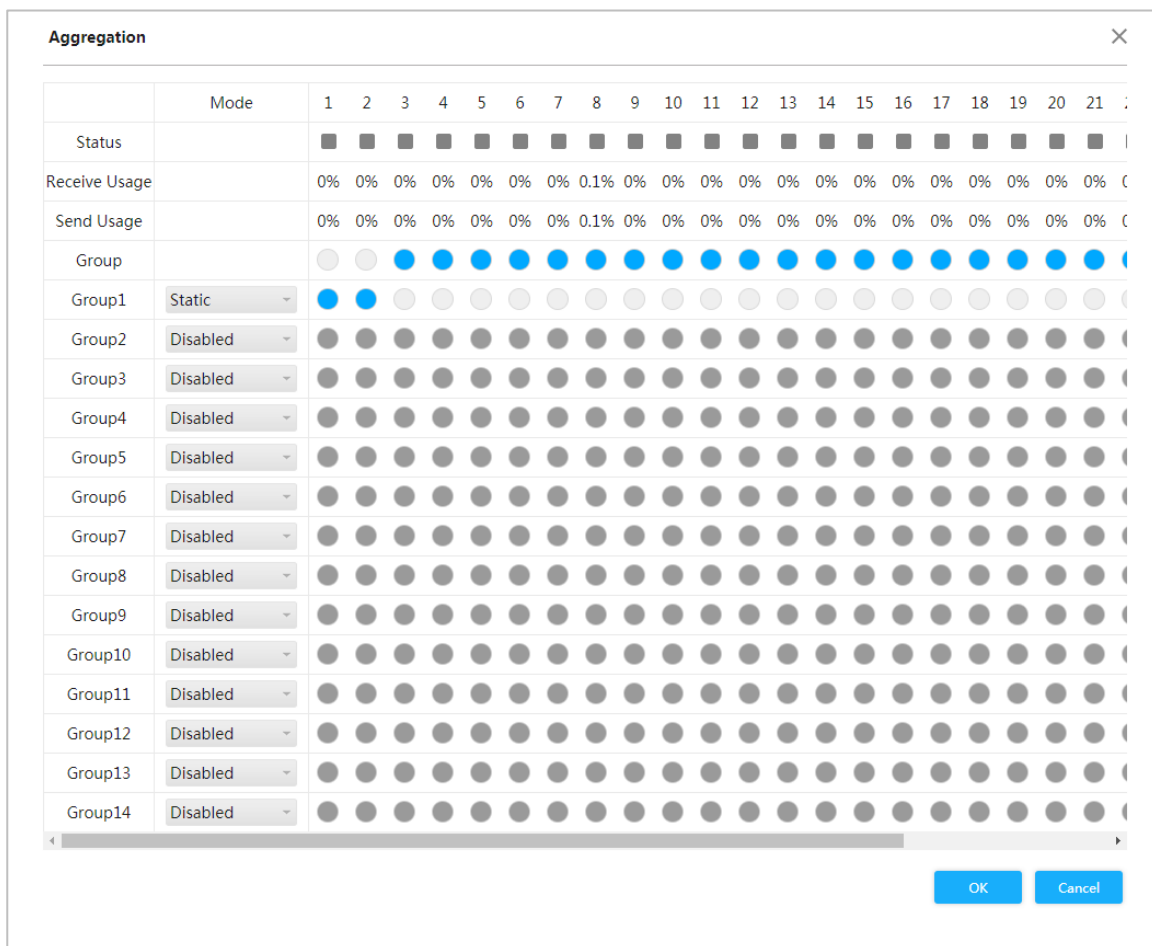 Aggregation
Mode 1 2 3 4 5 6 7 8 9 10 11 12 13 14 15 16 17 18 19 20 21
Status
Receive Usage 0% 0% 0% 0% 0% 0% 0% 0.1% 0% 0% 0% 0% 0% 0% 0% 0% 0% 0% 0% 0% 0%
Send Usage 0% 0% 0% 0% 0% 0% 0% 0.1% 0% 0% 0% 0% 0% 0% 0% 0% 0% 0% 0% 0% 0%
Group
Group1 Static
Group2 Disabled
Group3 Disabled
Group4 Disabled
Group5 Disabled
Group6 Disabled
Group7 Disabled
Group8 Disabled
Group9 Disabled
Group10 Disabled
Group11 Disabled
Group12 Disabled
Group13 Disabled
Group14 Disabled
OK Cancel